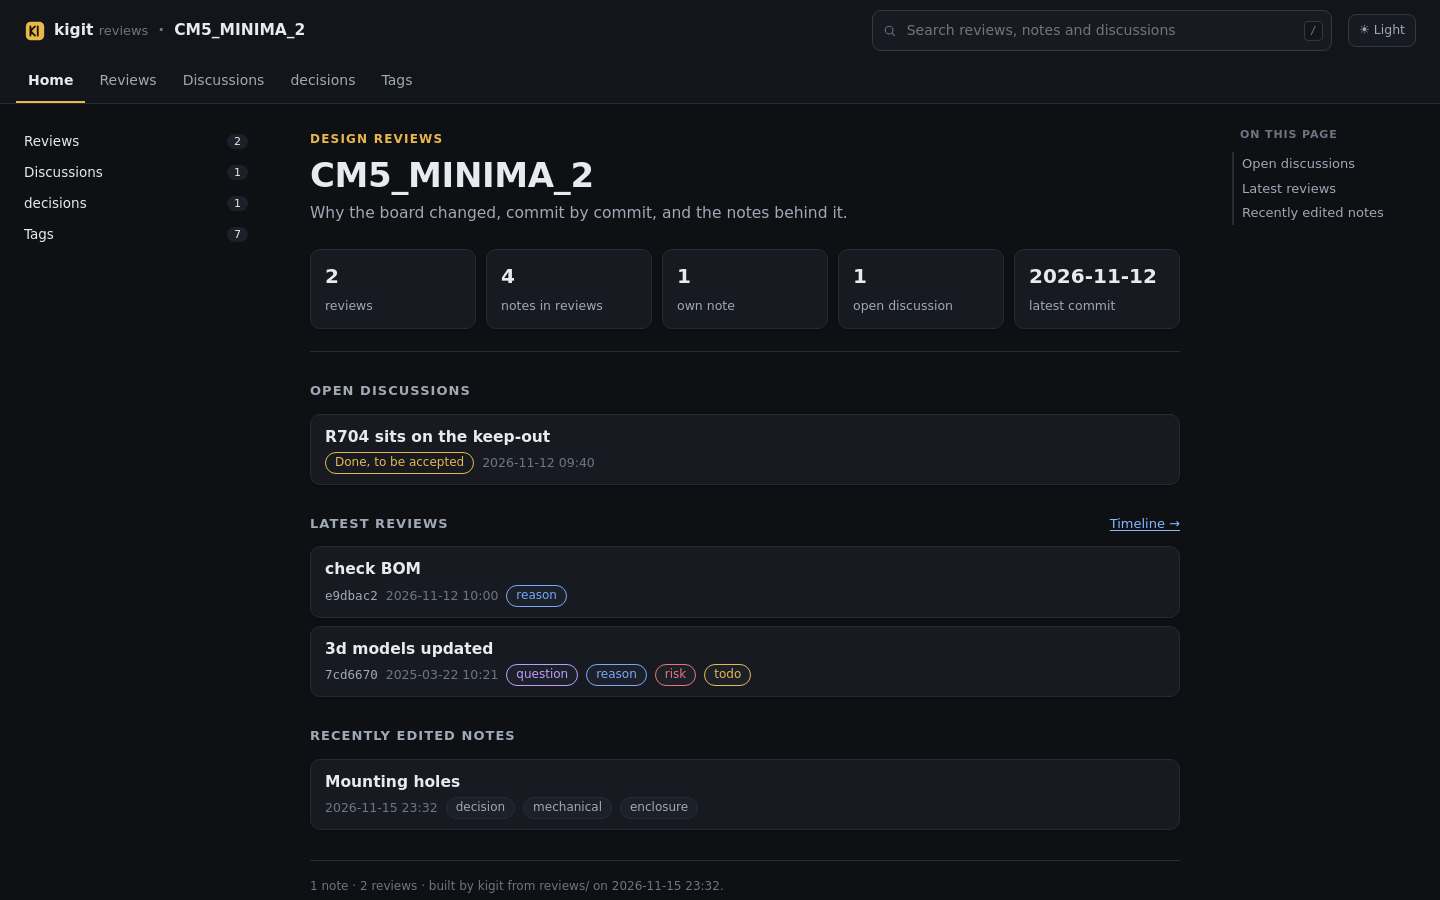 KI kigit reviews · CM5_MINIMA_2
Search reviews, notes and discussions /
☀ Light
Home Reviews Discussions decisions Tags
Reviews 2
Discussions 1
decisions 1
Tags 7
DESIGN REVIEWS
CM5_MINIMA_2
Why the board changed, commit by commit, and the notes behind it.
2
reviews
4
notes in reviews
1
own note
1
open discussion
2026-11-12
latest commit
OPEN DISCUSSIONS
R704 sits on the keep-out
Done, to be accepted 2026-11-12 09:40
LATEST REVIEWS
Timeline →
check BOM
e9dbac2 2026-11-12 10:00 reason
3d models updated
7cd6670 2025-03-22 10:21 question reason risk todo
RECENTLY EDITED NOTES
Mounting holes
2026-11-15 23:32 decision mechanical enclosure
1 note · 2 reviews · built by kigit from reviews/ on 2026-11-15 23:32.
ON THIS PAGE
Open discussions
Latest reviews
Recently edited notes